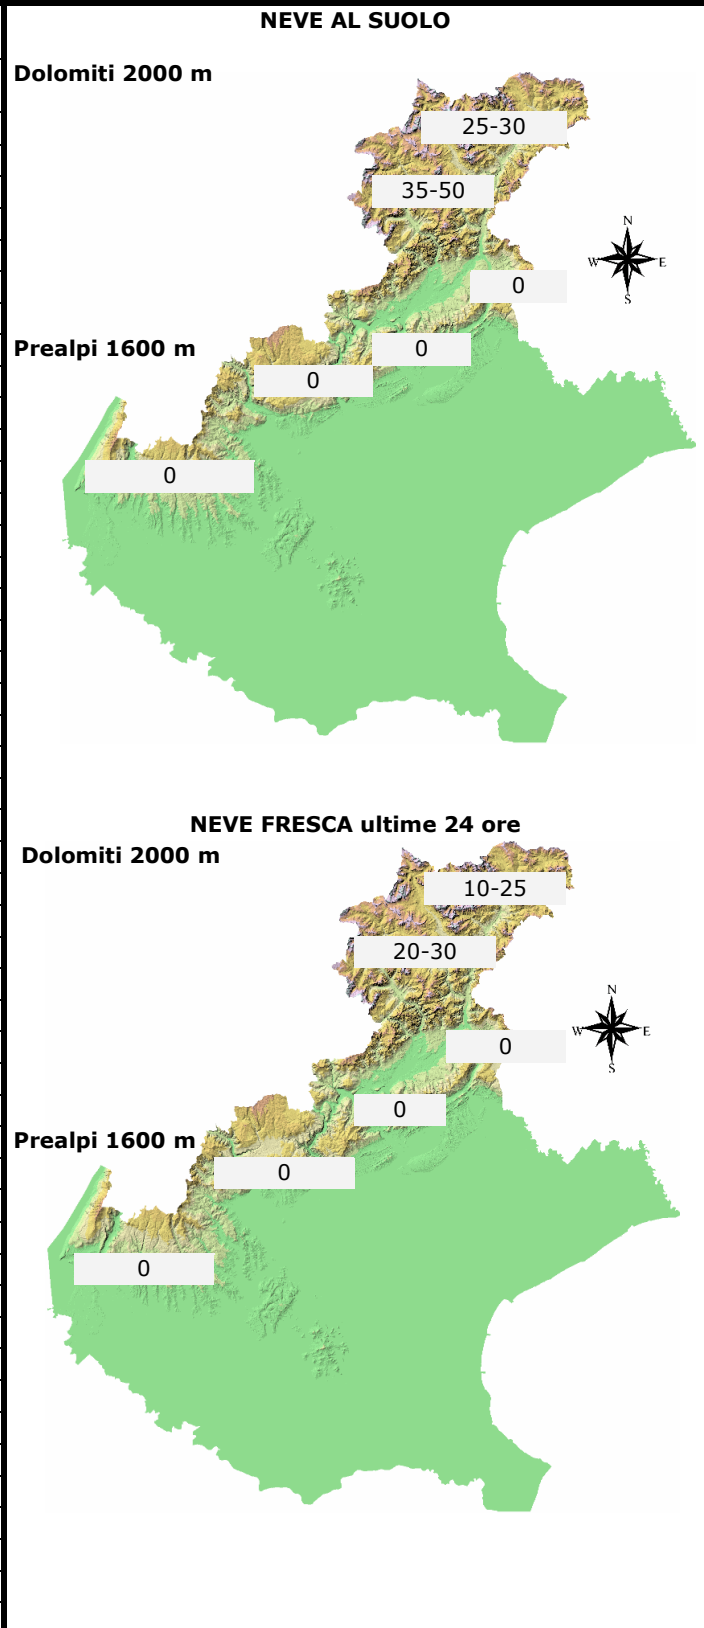 NEVE AL SUOLO
Dolomiti 2000 m
25-30
35-50
N
W E
S
0
Prealpi 1600 m
0
0
0
NEVE FRESCA ultime 24 ore
Dolomiti 2000 m
10-25
20-30
N
W E
S
0
0
Prealpi 1600 m
0
0